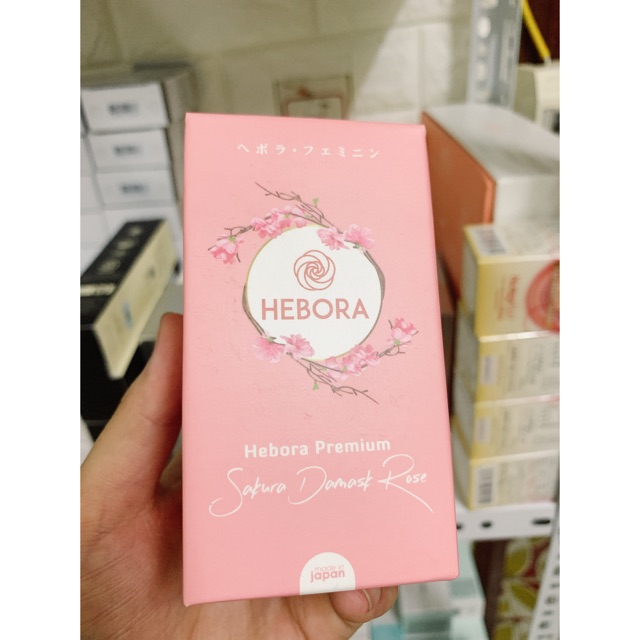 ヘボラ・フェミニン
HEBORA
Hebora Premium
Sakura Damask Rose
made in
japan